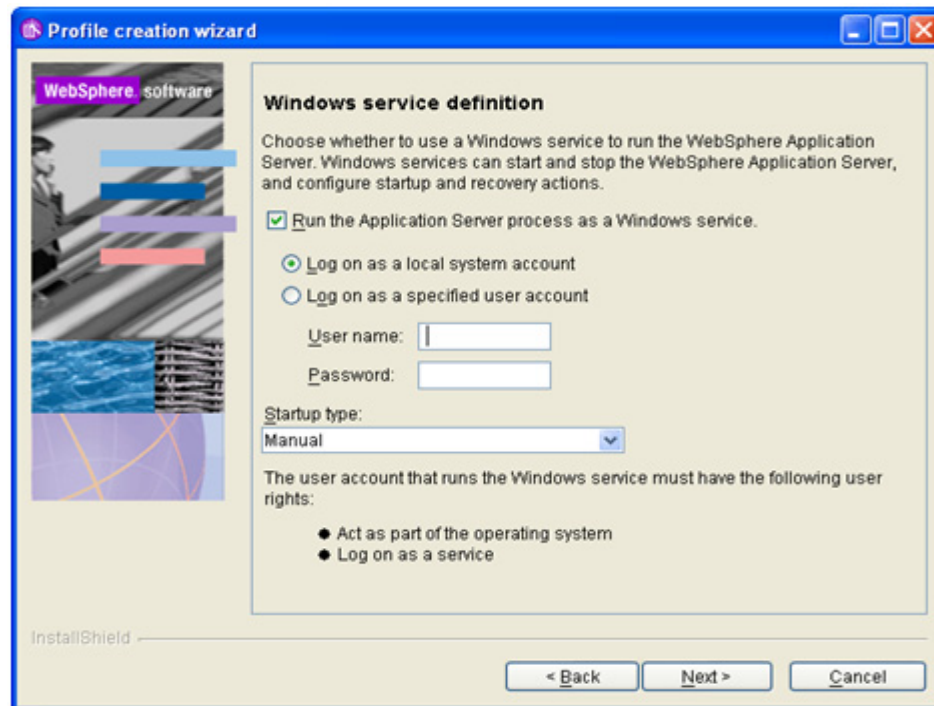 Profile creation wizard
WebSphere. software
Windows service definition
Choose whether to use a Windows service to run the WebSphere Application
Server. Windows services can start and stop the WebSphere Application Server,
and configure startup and recovery actions.
Run the Application Server process as a Windows service.
Log on as a local system account
Log on as a specified user account
User name:
Password:
Startup type:
Manual
The user account that runs the Windows service must have the following user
rights:
● Act as part of the operating system
● Log on as a service
InstallShield
< Back
Next >
Cancel